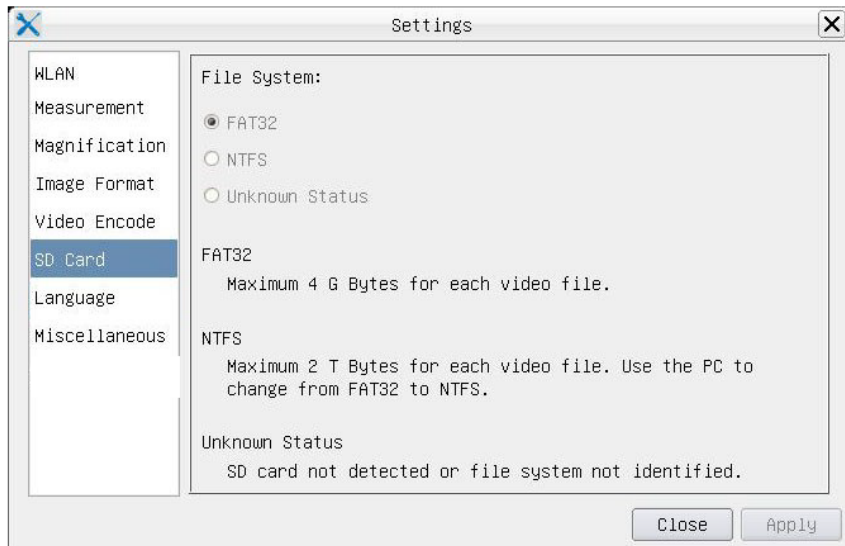 Settings
WLAN
Measurement
Magnification
Image Format
Video Encode
SD Card
Language
Miscellaneous
File System:
FAT32
NTFS
Unknown Status
FAT32
Maximum 4 G Bytes for each video file.
NTFS
Maximum 2 T Bytes for each video file. Use the PC to
change from FAT32 to NTFS.
Unknown Status
SD card not detected or file system not identified.
Close
Apply